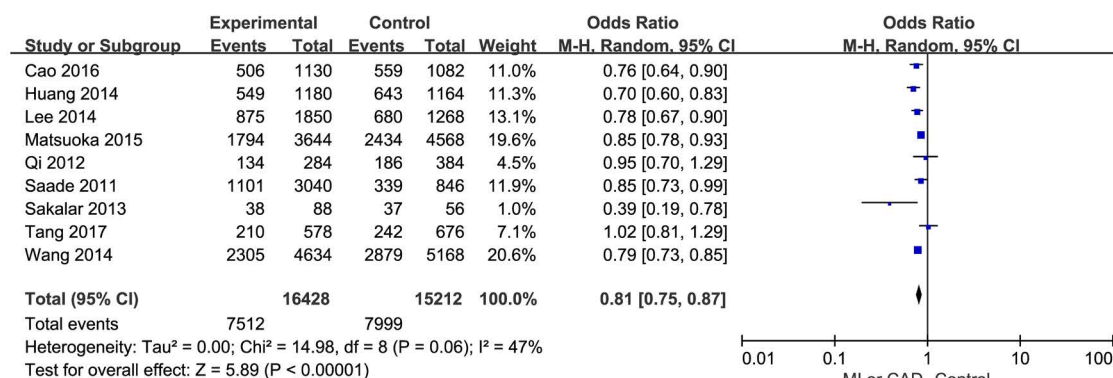 Experimental Control Odds Ratio Odds Ratio
Study or Subgroup Events Total Events Total Weight M-H, Random, 95% CI M-H, Random, 95% CI
Cao 2016 506 1130 559 1082 11.0% 0.76 [0.64, 0.90]
Huang 2014 549 1180 643 1164 11.3% 0.70 [0.60, 0.83]
Lee 2014 875 1850 680 1268 13.1% 0.78 [0.67, 0.90]
Matsuoka 2015 1794 3644 2434 4568 19.6% 0.85 [0.78, 0.93]
Qi 2012 134 284 186 384 4.5% 0.95 [0.70, 1.29]
Saade 2011 1101 3040 339 846 11.9% 0.85 [0.73, 0.99]
Sakalar 2013 38 88 37 56 1.0% 0.39 [0.19, 0.78]
Tang 2017 210 578 242 676 7.1% 1.02 [0.81, 1.29]
Wang 2014 2305 4634 2879 5168 20.6% 0.79 [0.73, 0.85]
Total (95% CI) 16428 15212 100.0% 0.81 [0.75, 0.87]
Total events 7512 7999
Heterogeneity: Tau² = 0.00; Chi² = 14.98, df = 8 (P = 0.06); I² = 47%
Test for overall effect: Z = 5.89 (P < 0.00001)
0.01 0.1 1 10 100
MI or CAD Control